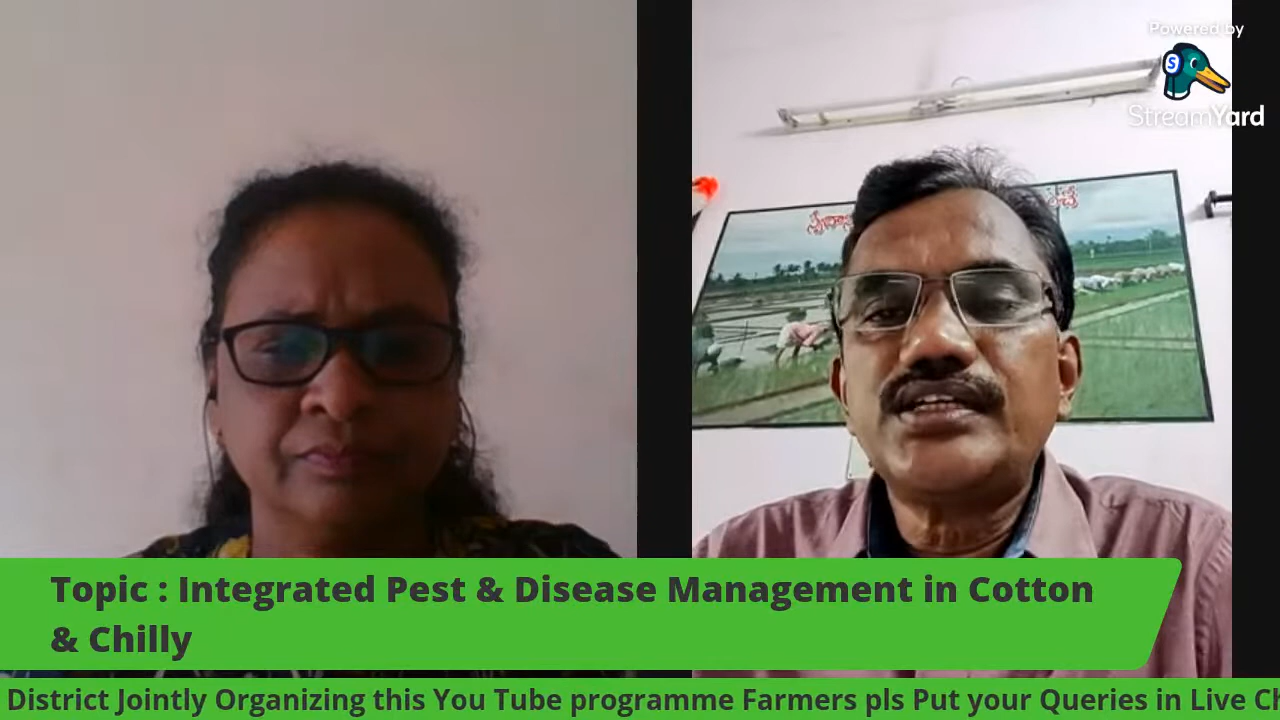 Powered by
StreamYard
Topic : Integrated Pest & Disease Management in Cotton
& Chilly
District Jointly Organizing this You Tube programme Farmers pls Put your Queries in Live